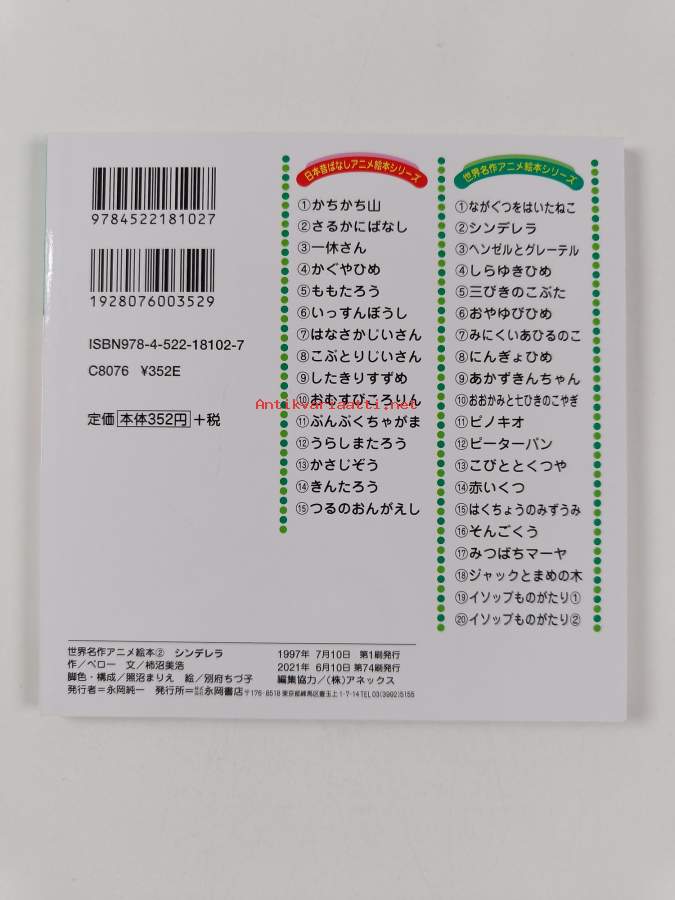 9784522181027
1928076003529
ISBN978-4-522-18102-7
C8076 ¥352E
定価 本体352円 +税
日本昔ばなしアニメ絵本シリーズ
①かちかち山
②さるかにばなし
③一休さん
④かぐやひめ
⑤ももたろう
⑥いっすんぼうし
⑦はなさかじいさん
⑧こぶとりじいさん
⑨したきりすずめ
⑩おむすびころりん
⑪ぶんぶくちゃがま
⑫うらしまたろう
⑬かさじぞう
⑭きんたろう
⑮つるのおんがえし
世界名作アニメ絵本シリーズ
①ながぐつをはいたねこ
②シンデレラ
③ヘンゼルとグレーテル
④しらゆきひめ
⑤三びきのこぶた
⑥おやゆびひめ
⑦みにくいあひるのこ
⑧にんぎょひめ
⑨あかずきんちゃん
⑩おおかみと七ひきのこやぎ
⑪ピノキオ
⑫ピーターパン
⑬こびととくつや
⑭赤いくつ
⑮はくちょうのみずうみ
⑯そんごくう
⑰みつばちマーヤ
⑱ジャックとまめの木
⑲イソップものがたり①
⑳イソップものがたり②
Antikvariaatti.net
世界名作アニメ絵本② シンデレラ
作/ペロー 文/柿沼美浩
脚色・構成/照沼まりえ 絵/別府ちづ子
発行者=永岡純一 発行所=株式会社永岡書店 〒176-8518 東京都練馬区豊玉上1-7-14 TEL03(3992)5155
1997年 7月10日 第1刷発行
2021年 6月10日 第74刷発行
編集協力/(株)アネックス